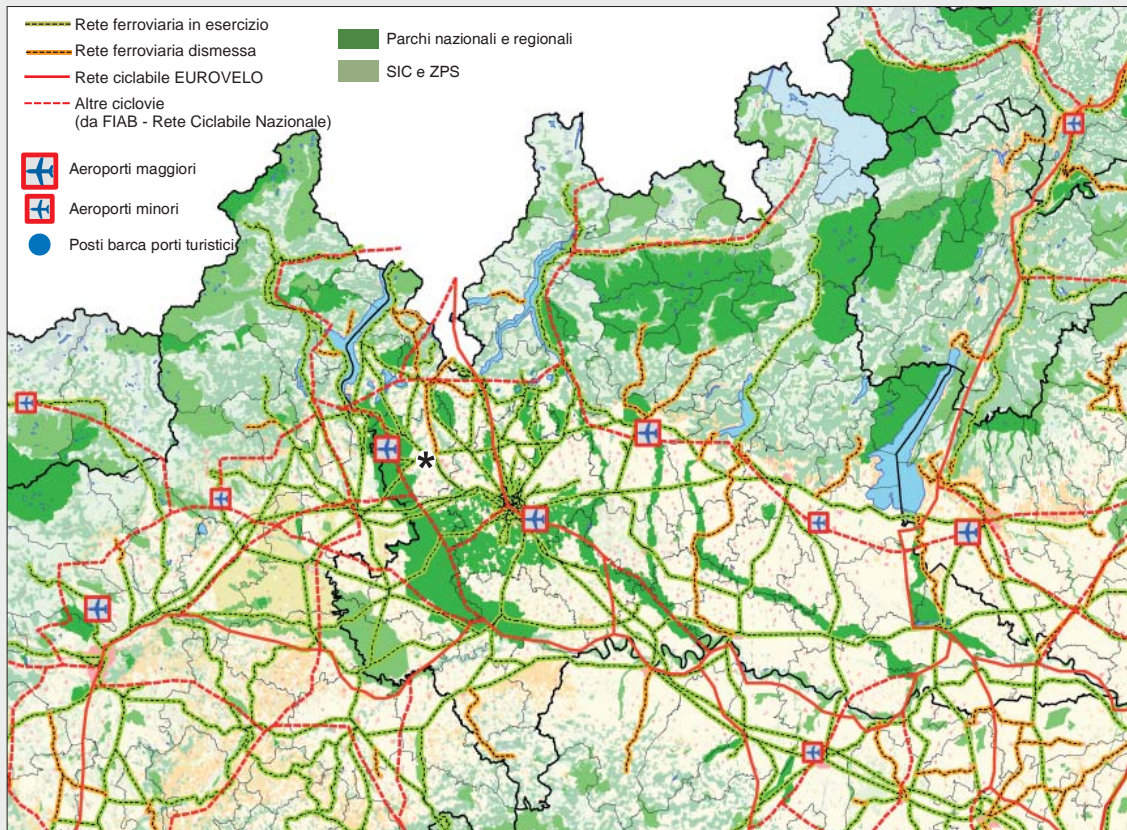 Rete ferroviaria in esercizio
Rete ferroviaria dismessa
Rete ciclabile EUROVELO
Altre ciclovie
(da FIAB - Rete Ciclabile Nazionale)
Aeroporti maggiori
Aeroporti minori
Posti barca porti turistici
Parchi nazionali e regionali
SIC e ZPS
*